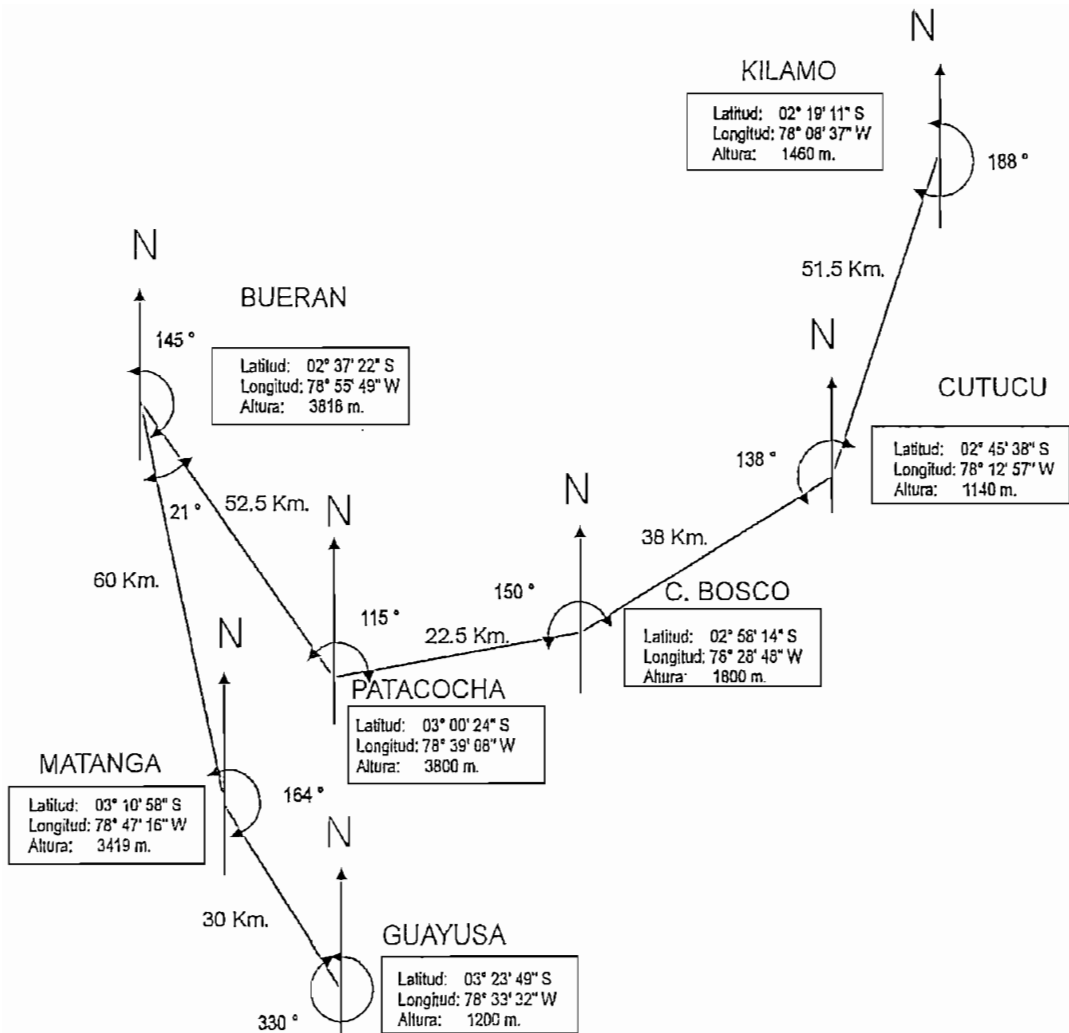 N
KILAMO
Latitud: 02° 19' 11" S
Longitud: 78° 08' 37" W
Altura: 1460 m.
188 °
51.5 Km.
N
BUERAN
145 °
Latitud: 02° 37' 22" S
Longitud: 78° 55' 49" W
Altura: 3816 m.
21 °
52.5 Km.
60 Km.
N
CUTUCU
138 °
Latitud: 02° 45' 38" S
Longitud: 78° 12' 57" W
Altura: 1140 m.
38 Km.
N
C. BOSCO
150 °
Latitud: 02° 58' 14" S
Longitud: 78° 28' 48" W
Altura: 1800 m.
22.5 Km.
N
115 °
PATACOCHA
Latitud: 03° 00' 24" S
Longitud: 78° 39' 08" W
Altura: 3800 m.
N
MATANGA
164 °
Latitud: 03° 10' 58" S
Longitud: 78° 47' 16" W
Altura: 3419 m.
30 Km.
N
GUAYUSA
Latitud: 03° 23' 49" S
Longitud: 78° 33' 32" W
Altura: 1200 m.
330 °